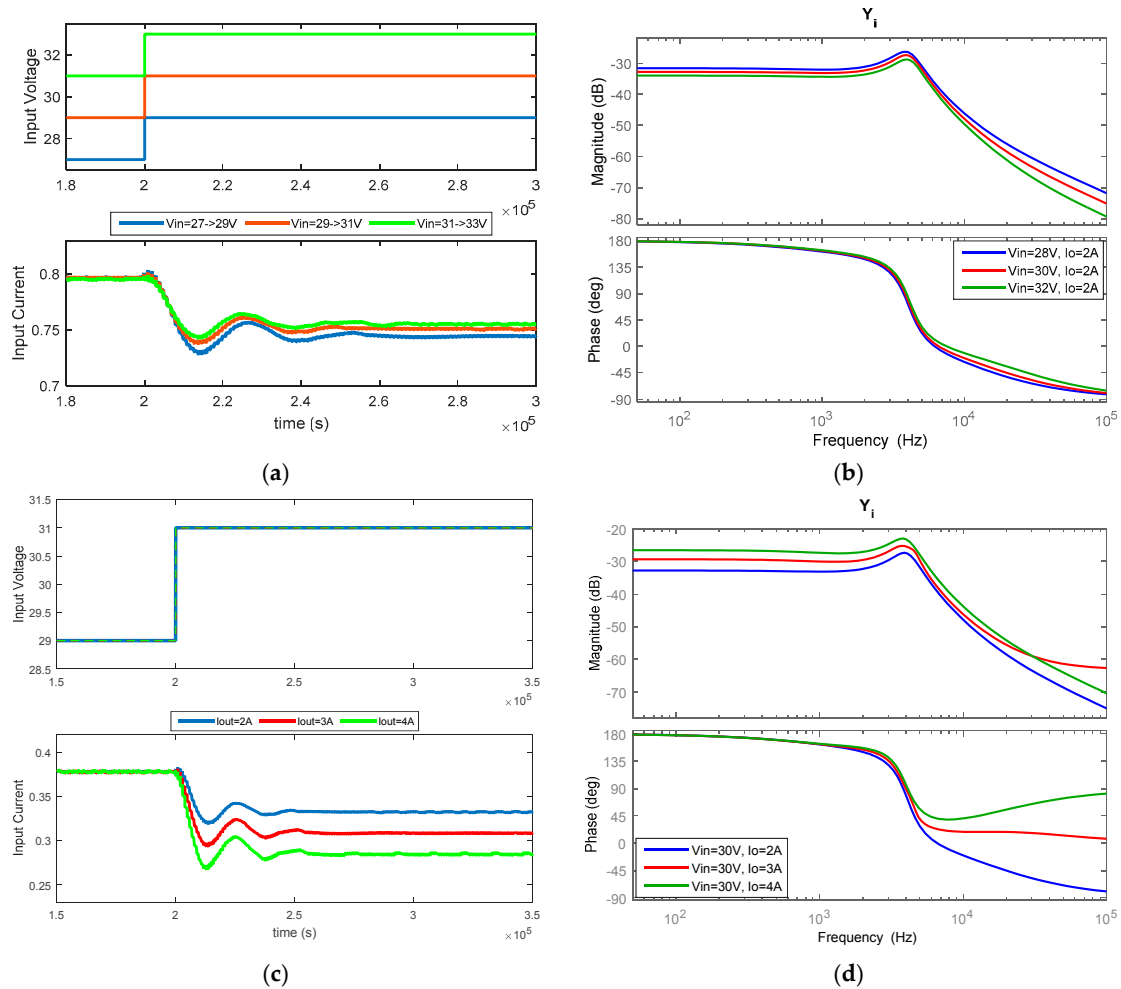 Input Voltage
32
30
28
1.8
2
2.2
2.4
2.6
2.8
3
×10^5
Vin=27->29V
Vin=29->31V
Vin=31->33V
Input Current
0.8
0.75
0.7
1.8
2
2.2
2.4
2.6
2.8
3
time (s)
×10^5
(a)
Y_i
Magnitude (dB)
-30
-40
-50
-60
-70
-80
Phase (deg)
180
135
90
45
0
-45
-90
Vin=28V, Io=2A
Vin=30V, Io=2A
Vin=32V, Io=2A
10^2
10^3
10^4
10^5
Frequency (Hz)
(b)
Input Voltage
31.5
31
30.5
30
29.5
29
28.5
1.5
2
2.5
3
3.5
×10^5
Iout=2A
Iout=3A
Iout=4A
Input Current
0.4
0.35
0.3
0.25
1.5
2
2.5
3
3.5
time (s)
×10^5
(c)
Y_i
Magnitude (dB)
-20
-30
-40
-50
-60
-70
Phase (deg)
180
135
90
45
0
-45
-90
Vin=30V, Io=2A
Vin=30V, Io=3A
Vin=30V, Io=4A
10^2
10^3
10^4
10^5
Frequency (Hz)
(d)